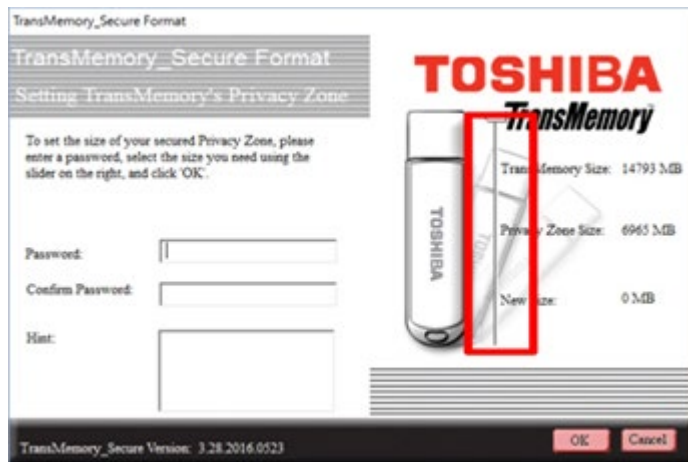 TransMemory_Secure Format
TransMemory_Secure Format
Setting TransMemory's Privacy Zone
To set the size of your secured Privacy Zone, please
enter a password, select the size you need using the
slider on the right, and click 'OK'.
Password:
Confirm Password:
Hint:
TOSHIBA
TransMemory
TOSHIBA
TransMemory Size: 14793 MB
Privacy Zone Size: 6965 MB
New Size: 0 MB
TransMemory_Secure Version: 3.28.2016.0523
OK
Cancel